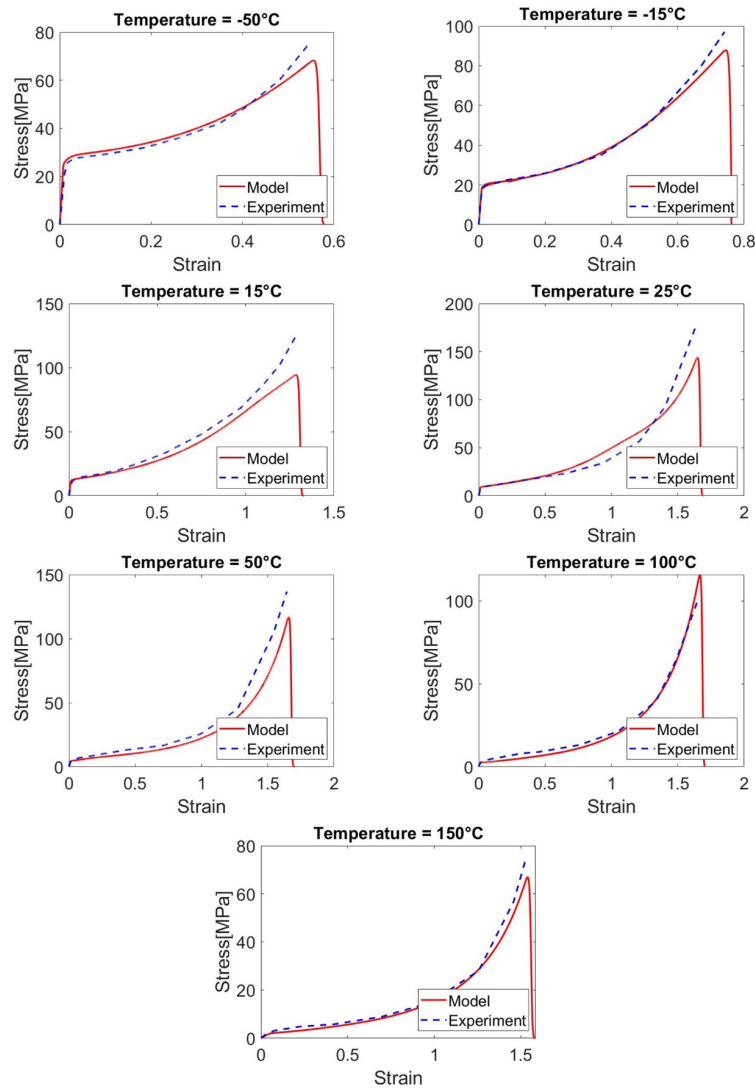 Temperature = -50°C
Stress[MPa]
80
60
40
20
0
Model
Experiment
0 0.2 0.4 0.6
Strain
Temperature = -15°C
Stress[MPa]
100
80
60
40
20
0
Model
Experiment
0 0.2 0.4 0.6 0.8
Strain
Temperature = 15°C
Stress[MPa]
150
100
50
0
Model
Experiment
0 0.5 1 1.5
Strain
Temperature = 25°C
Stress[MPa]
200
150
100
50
0
Model
Experiment
0 0.5 1 1.5 2
Strain
Temperature = 50°C
Stress[MPa]
150
100
50
0
Model
Experiment
0 0.5 1 1.5 2
Strain
Temperature = 100°C
Stress[MPa]
100
50
0
Model
Experiment
0 0.5 1 1.5 2
Strain
Temperature = 150°C
Stress[MPa]
80
60
40
20
0
Model
Experiment
0 0.5 1 1.5
Strain